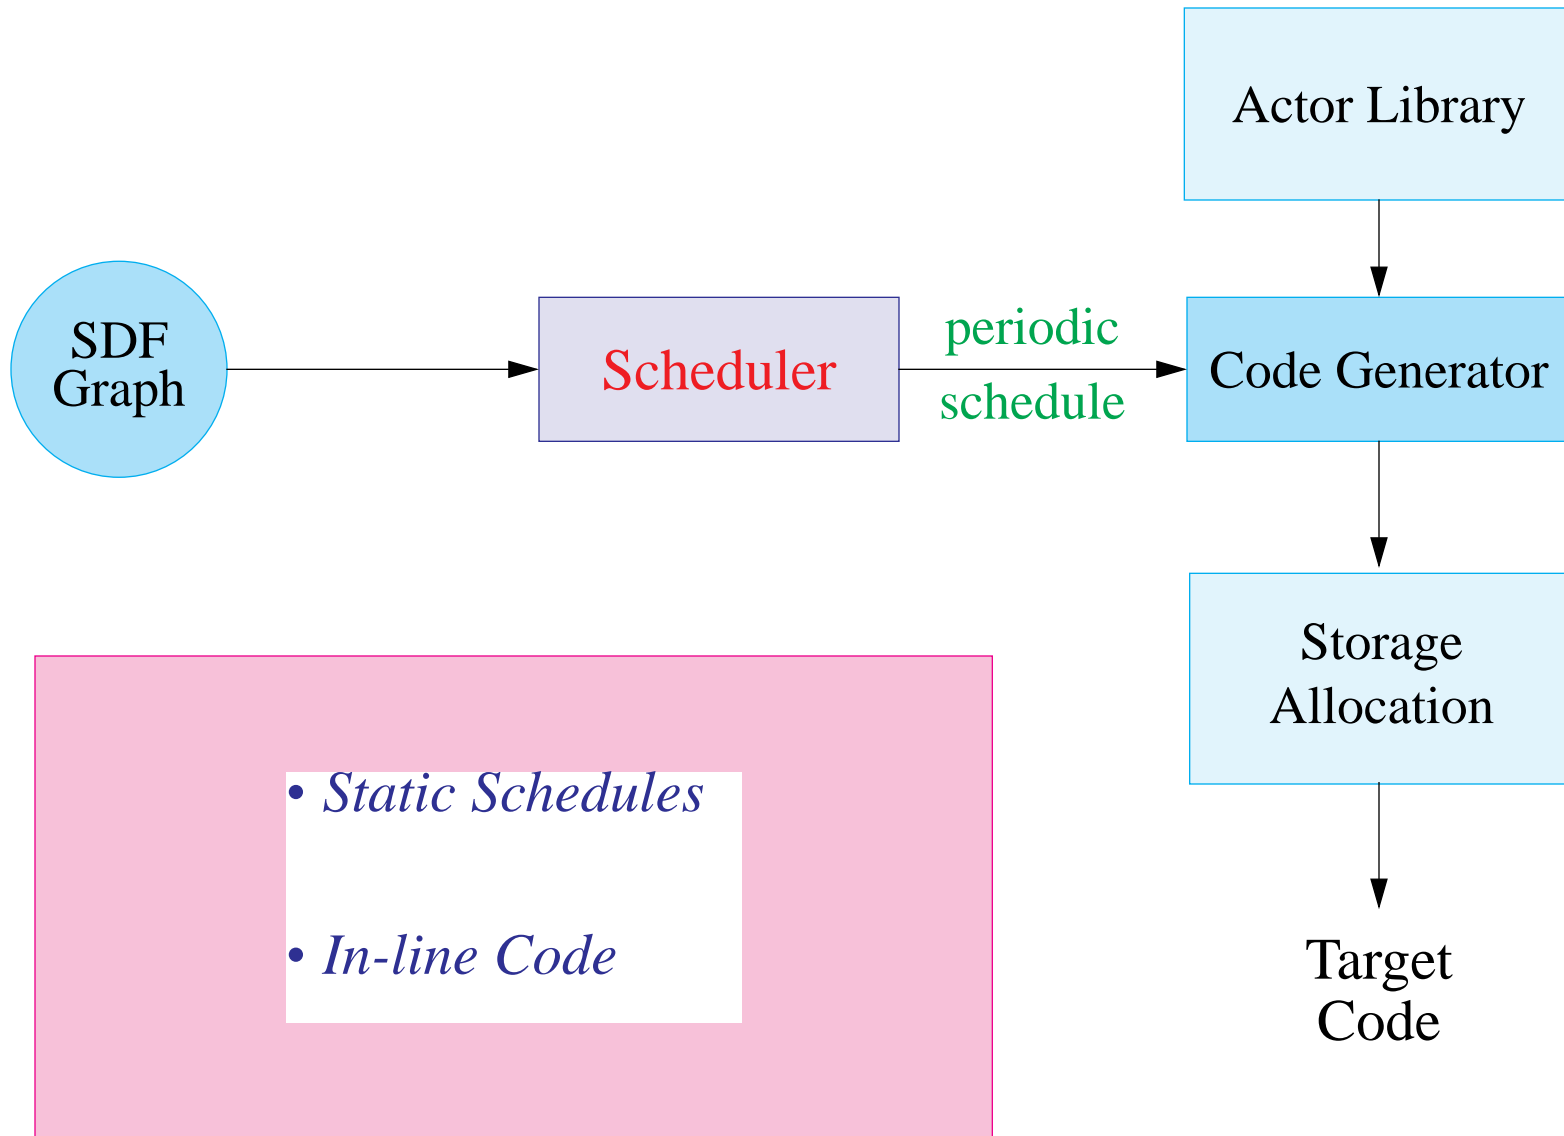 Actor Library
SDF
Graph
Scheduler
periodic
schedule
Code Generator
Storage
Allocation
• Static Schedules
• In-line Code
Target
Code